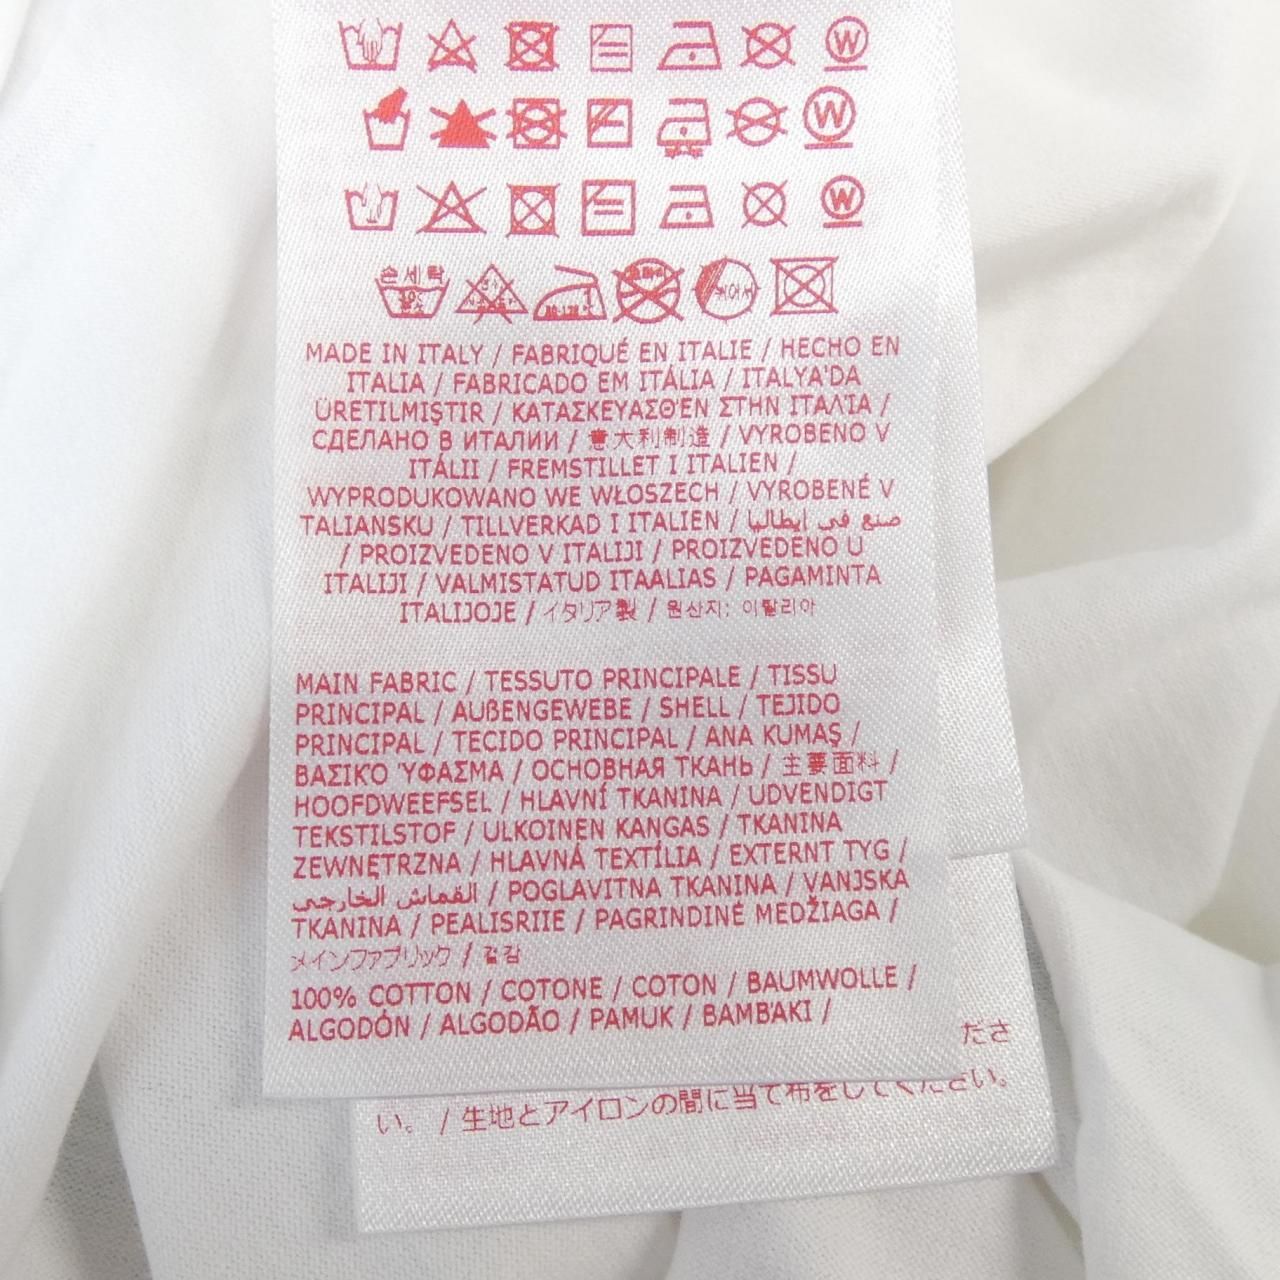 W
W
W
손세탁
MADE IN ITALY / FABRIQUÉ EN ITALIE / HECHO EN
ITALIA / FABRICADO EM ITÁLIA / ITALYA'DA
ÜRETILMIŞTIR / ΚΑΤΑΣΚΕΥΑΣΘΈΝ ΣΤΗΝ ΙΤΑΛΊΑ /
СДЕЛАНО В ИТАЛИИ / 意大利制造 / VYROBENO V
ITÁLII / FREMSTILLET I ITALIEN /
WYPRODUKOWANO WE WŁOSZECH / VYROBENÉ V
TALIANSKU / TILLVERKAD I ITALIEN / صنع في إيطاليا
/ PROIZVEDENO V ITALIJI / PROIZVEDENO U
ITALIJI / VALMISTATUD ITAALIAS / PAGAMINTA
ITALIJOJE / イタリア製 / 원산지: 이탈리아
MAIN FABRIC / TESSUTO PRINCIPALE / TISSU
PRINCIPAL / AUßENGEWEBE / SHELL / TEJIDO
PRINCIPAL / TECIDO PRINCIPAL / ANA KUMAŞ /
ΒΑΣΙΚΌ ΎΦΑΣΜΑ / ОСНОВНАЯ ТКАНЬ / 主要面料 /
HOOFDWEEFSEL / HLAVNÍ TKANINA / UDVENDIGT
TEKSTILSTOF / ULKOINEN KANGAS / TKANINA
ZEWNĘTRZNA / HLAVNÁ TEXTÍLIA / EXTERNT TYG /
القماش الخارجي / POGLAVITNA TKANINA / VANJSKA
TKANINA / PEALISRIIE / PAGRINDINĖ MEDŽIAGA /
メインファブリック / 겉감
100% COTTON / COTONE / COTON / BAUMWOLLE /
ALGODÓN / ALGODÃO / PAMUK / ΒΑΜΒΆΚΙ /
ださ
い。 / 生地とアイロンの間に当て布をしてください。